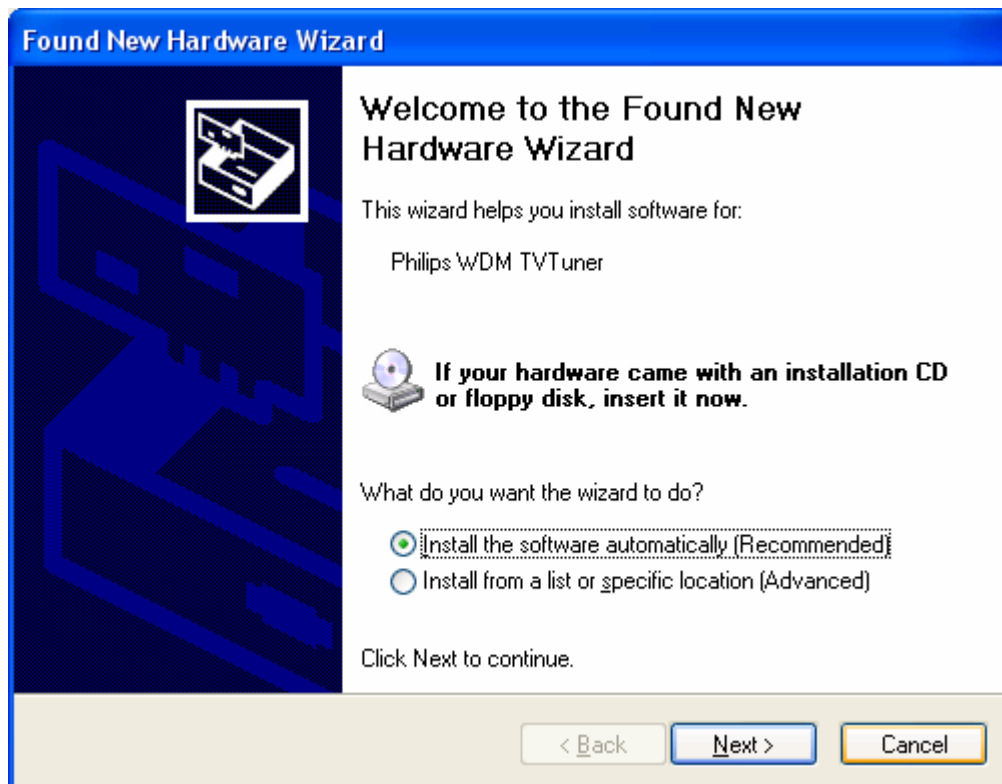 Found New Hardware Wizard
Welcome to the Found New
Hardware Wizard
This wizard helps you install software for:
Philips WDM TVTuner
If your hardware came with an installation CD
or floppy disk, insert it now.
What do you want the wizard to do?
Install the software automatically (Recommended)
Install from a list or specific location (Advanced)
Click Next to continue.
< Back Next > Cancel